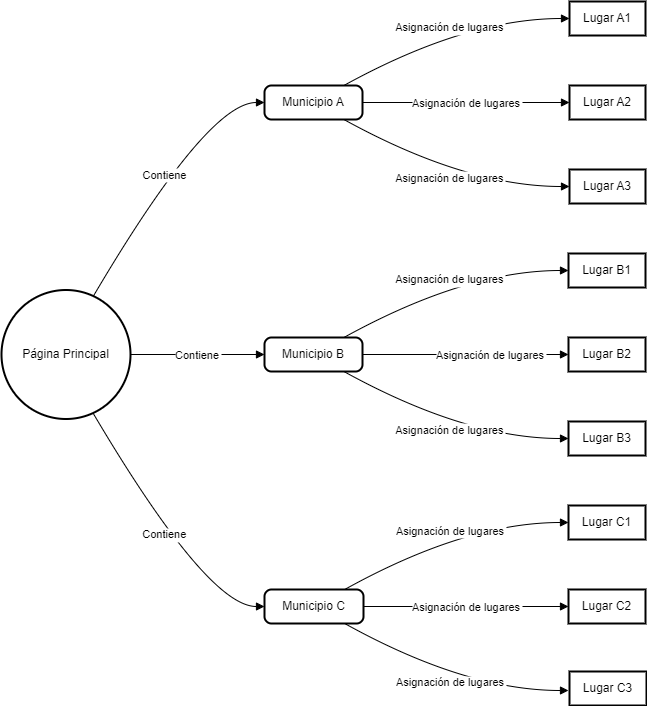 Asignación de lugares
Lugar A1
Municipio A
Asignación de lugares
Lugar A2
Contiene
Asignación de lugares
Lugar A3
Asignación de lugares
Lugar B1
Página Principal
Contiene
Municipio B
Asignación de lugares
Lugar B2
Asignación de lugares
Lugar B3
Contiene
Asignación de lugares
Lugar C1
Municipio C
Asignación de lugares
Lugar C2
Asignación de lugares
Lugar C3